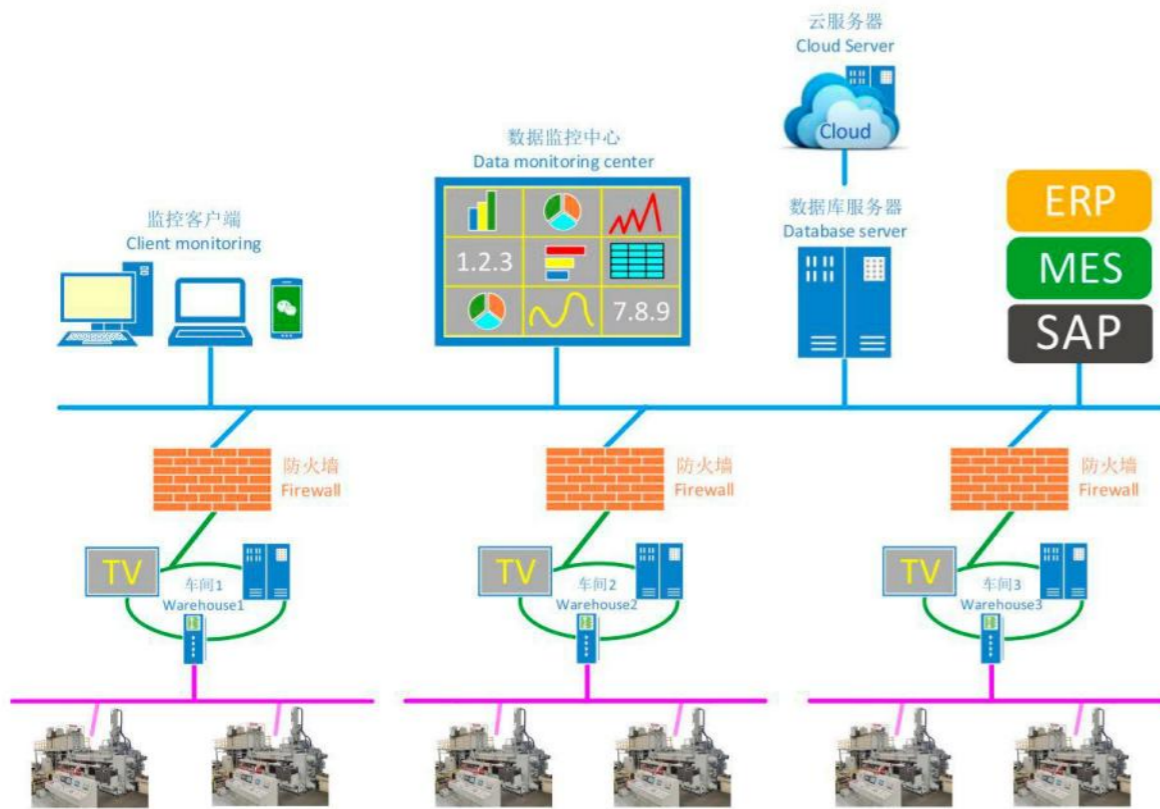 云服务器
Cloud Server
Cloud
数据监控中心
Data monitoring center
1.2.3
7.8.9
监控客户端
Client monitoring
数据库服务器
Database server
ERP
MES
SAP
防火墙
Firewall
防火墙
Firewall
防火墙
Firewall
TV
车间1
Warehouse1
TV
车间2
Warehouse2
TV
车间3
Warehouse3